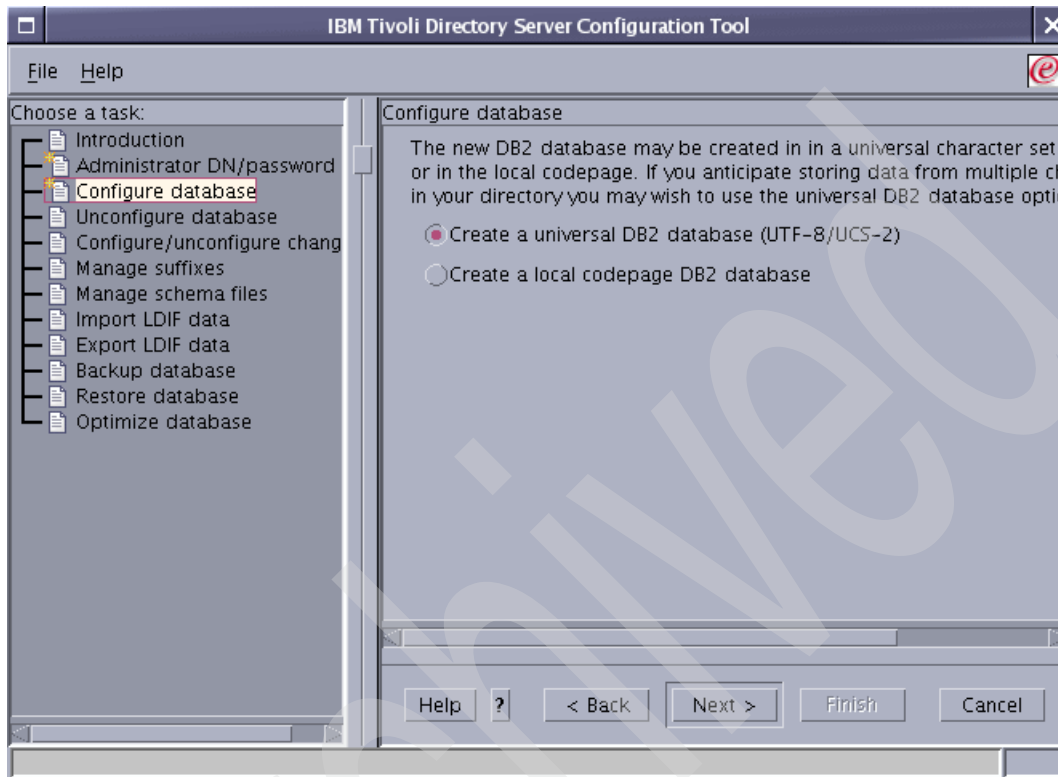 IBM Tivoli Directory Server Configuration Tool
File Help
Choose a task:
Introduction
Administrator DN/password
Configure database
Unconfigure database
Configure/unconfigure chang
Manage suffixes
Manage schema files
Import LDIF data
Export LDIF data
Backup database
Restore database
Optimize database
Configure database
The new DB2 database may be created in in a universal character set
or in the local codepage. If you anticipate storing data from multiple c
in your directory you may wish to use the universal DB2 database opti
Create a universal DB2 database (UTF-8/UCS-2)
Create a local codepage DB2 database
Help ? < Back Next > Finish Cancel